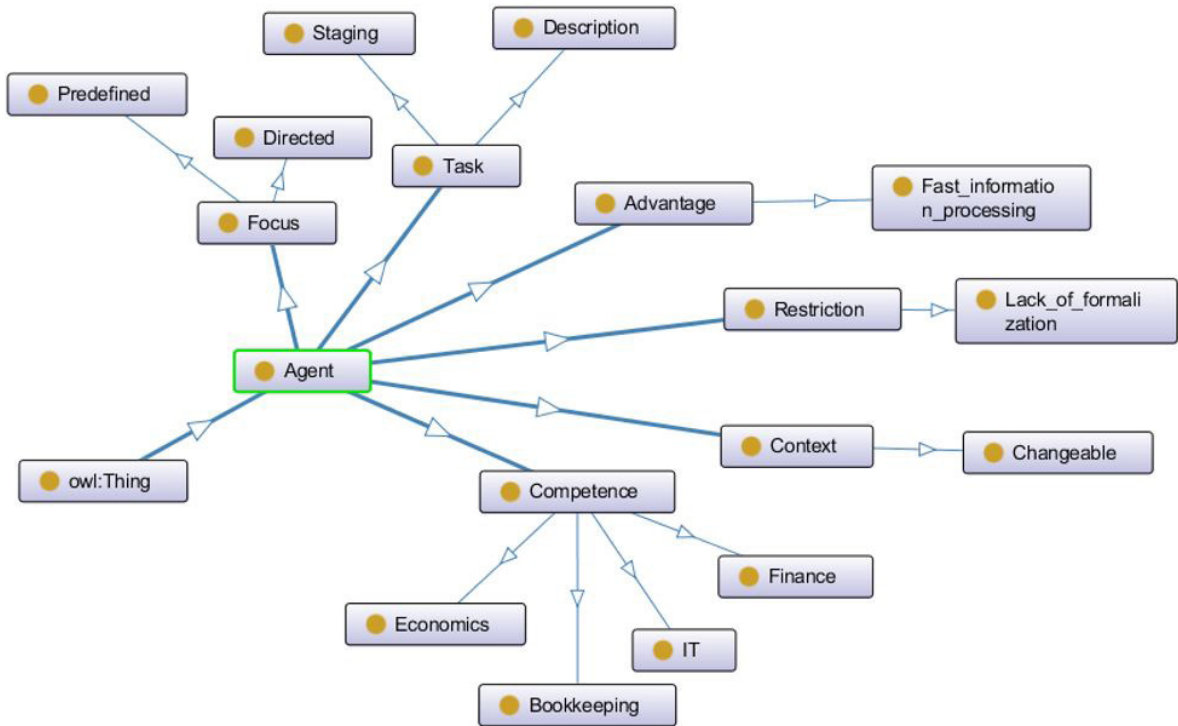 Staging
Description
Predefined
Directed
Task
Fast_informatio
n_processing
Advantage
Focus
Lack_of_formali
zation
Restriction
Agent
Context
Changeable
owl:Thing
Competence
Finance
Economics
IT
Bookkeeping